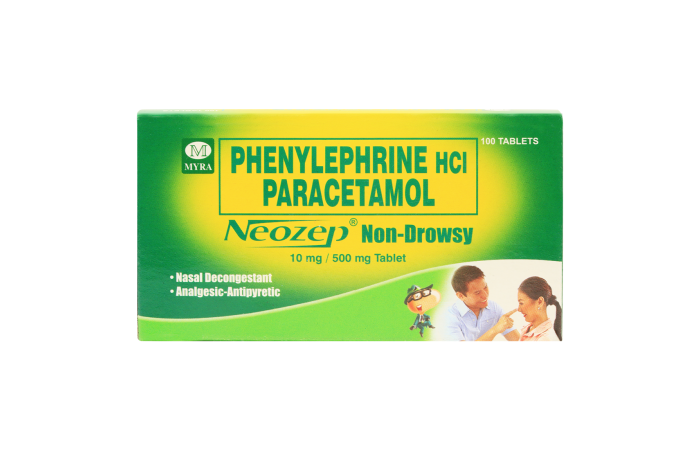 100 TABLETS
M
MYRA
PHENYLEPHRINE HCl
PARACETAMOL
Neozep® Non-Drowsy
10 mg / 500 mg Tablet
• Nasal Decongestant
• Analgesic-Antipyretic